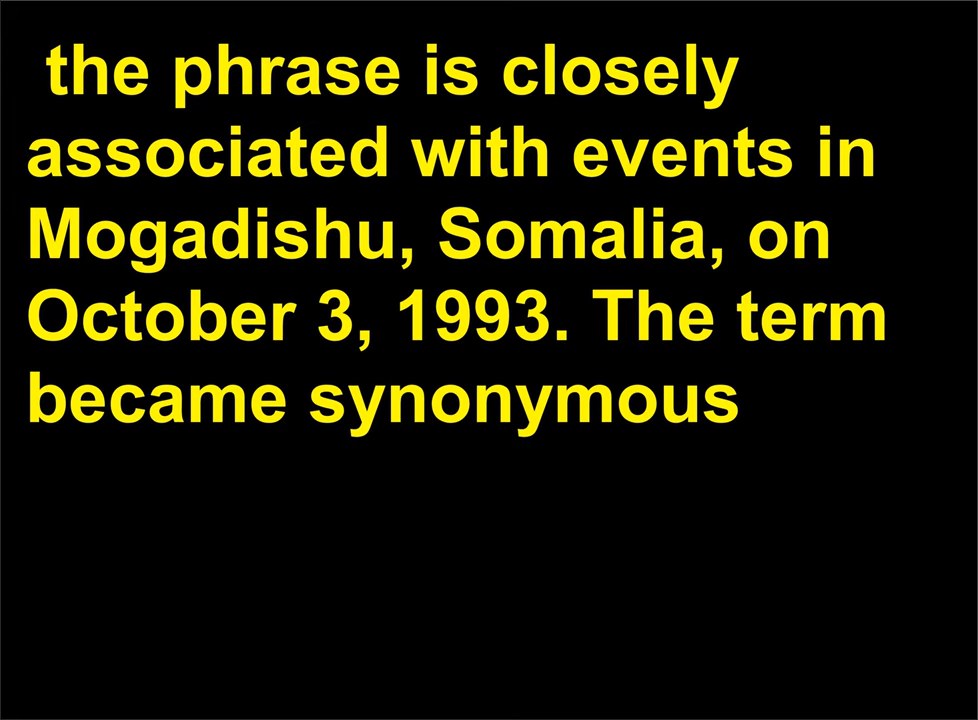 the phrase is closely
associated with events in
Mogadishu, Somalia, on
October 3, 1993. The term
became synonymous